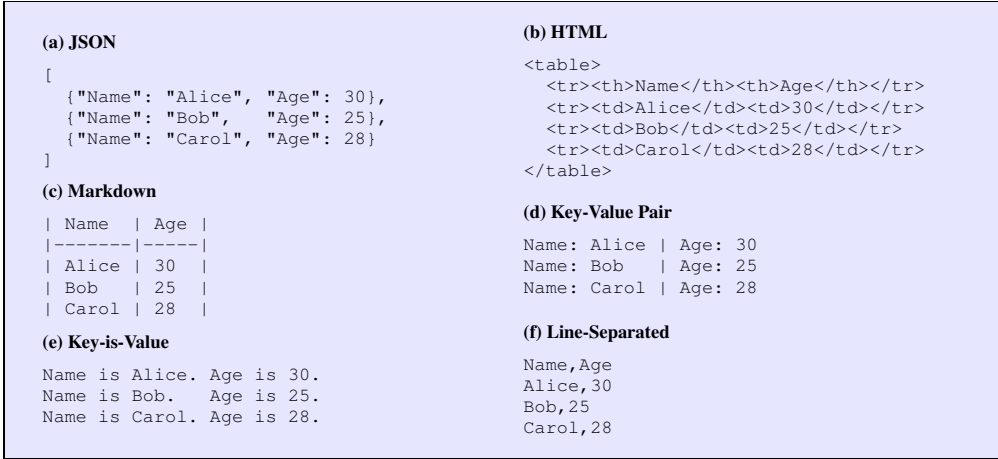 (a) JSON
[
  {"Name": "Alice", "Age": 30},
  {"Name": "Bob",   "Age": 25},
  {"Name": "Carol", "Age": 28}
]
(c) Markdown
| Name  | Age |
|-------|-----|
| Alice | 30  |
| Bob   | 25  |
| Carol | 28  |
(e) Key-is-Value
Name is Alice. Age is 30.
Name is Bob.   Age is 25.
Name is Carol. Age is 28.
(b) HTML
<table>
  <tr><th>Name</th><th>Age</th></tr>
  <tr><td>Alice</td><td>30</td></tr>
  <tr><td>Bob</td><td>25</td></tr>
  <tr><td>Carol</td><td>28</td></tr>
</table>
(d) Key-Value Pair
Name: Alice | Age: 30
Name: Bob   | Age: 25
Name: Carol | Age: 28
(f) Line-Separated
Name,Age
Alice,30
Bob,25
Carol,28